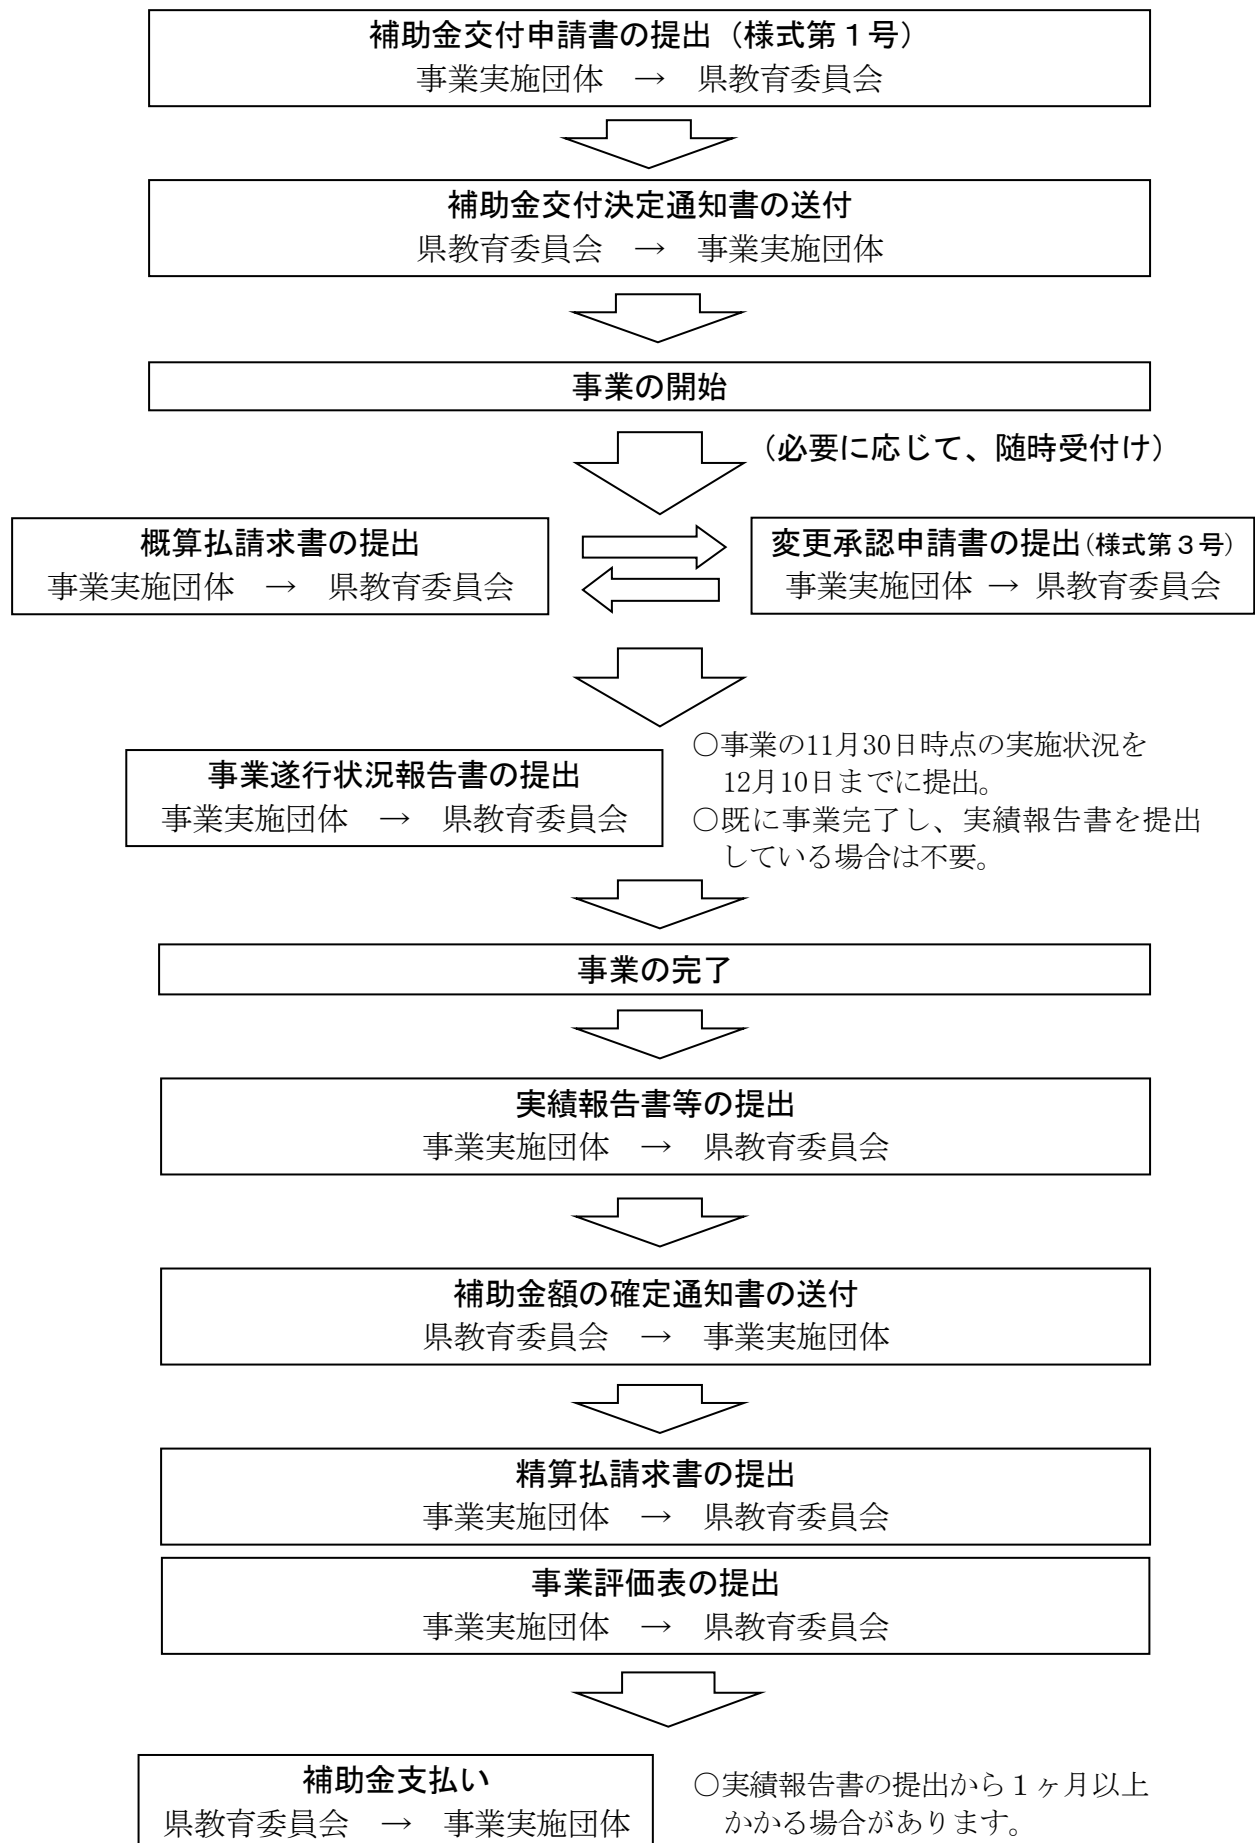 補助金交付申請書の提出（様式第１号）
事業実施団体　→　県教育委員会
補助金交付決定通知書の送付
県教育委員会　→　事業実施団体
事業の開始
（必要に応じて、随時受付け）
概算払請求書の提出
事業実施団体　→　県教育委員会
変更承認申請書の提出(様式第３号)
事業実施団体 → 県教育委員会
事業遂行状況報告書の提出
事業実施団体　→　県教育委員会
○事業の11月30日時点の実施状況を
12月10日までに提出。
○既に事業完了し、実績報告書を提出
している場合は不要。
事業の完了
実績報告書等の提出
事業実施団体　→　県教育委員会
補助金額の確定通知書の送付
県教育委員会　→　事業実施団体
精算払請求書の提出
事業実施団体　→　県教育委員会
事業評価表の提出
事業実施団体　→　県教育委員会
補助金支払い
県教育委員会　→　事業実施団体
○実績報告書の提出から１ヶ月以上
かかる場合があります。